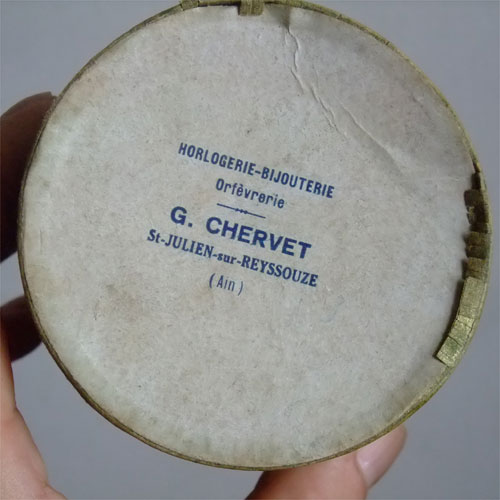 HORLOGERIE-BIJOUTERIE
Orfèvrerie
G. CHERVET
St-JULIEN-sur-REYSSOUZE
(Ain)